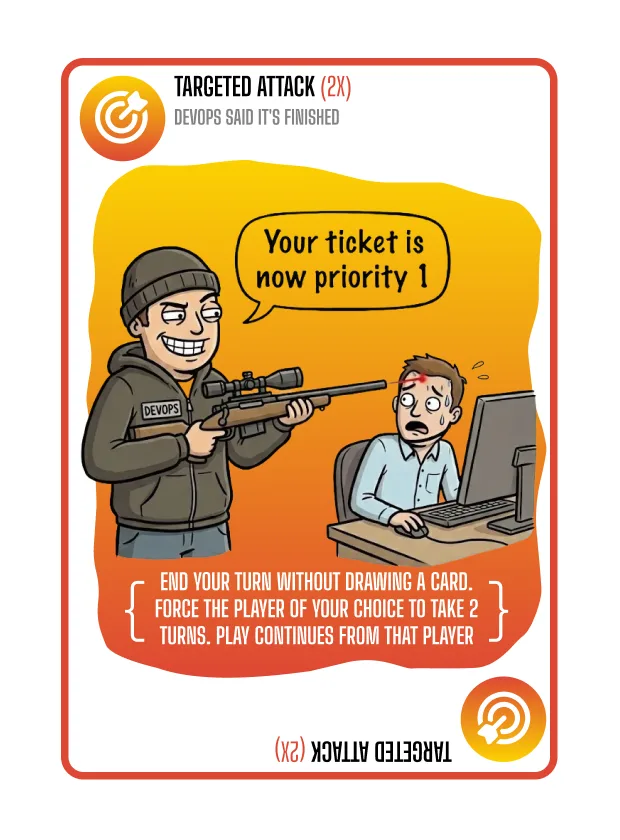 TARGETED ATTACK (2X)
DEVOPS SAID IT'S FINISHED
Your ticket is
now priority 1
DEVOPS
END YOUR TURN WITHOUT DRAWING A CARD.
FORCE THE PLAYER OF YOUR CHOICE TO TAKE 2
TURNS. PLAY CONTINUES FROM THAT PLAYER
TARGETED ATTACK (2X)